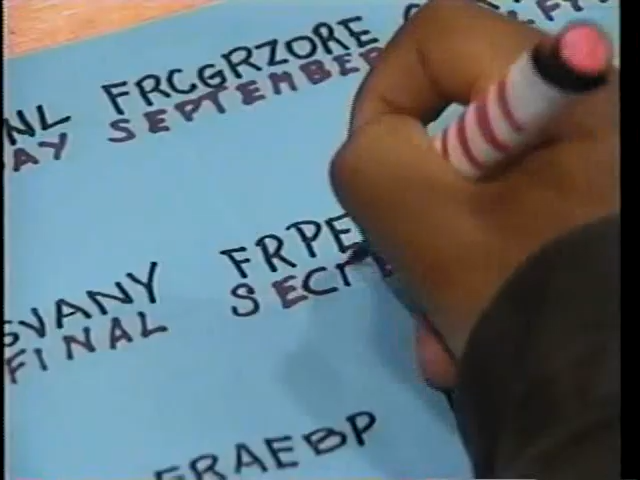 NL FRCGRZORE
AY SEPTEMBER
SVANY FRPE
FINAL SECR
FRAEBP